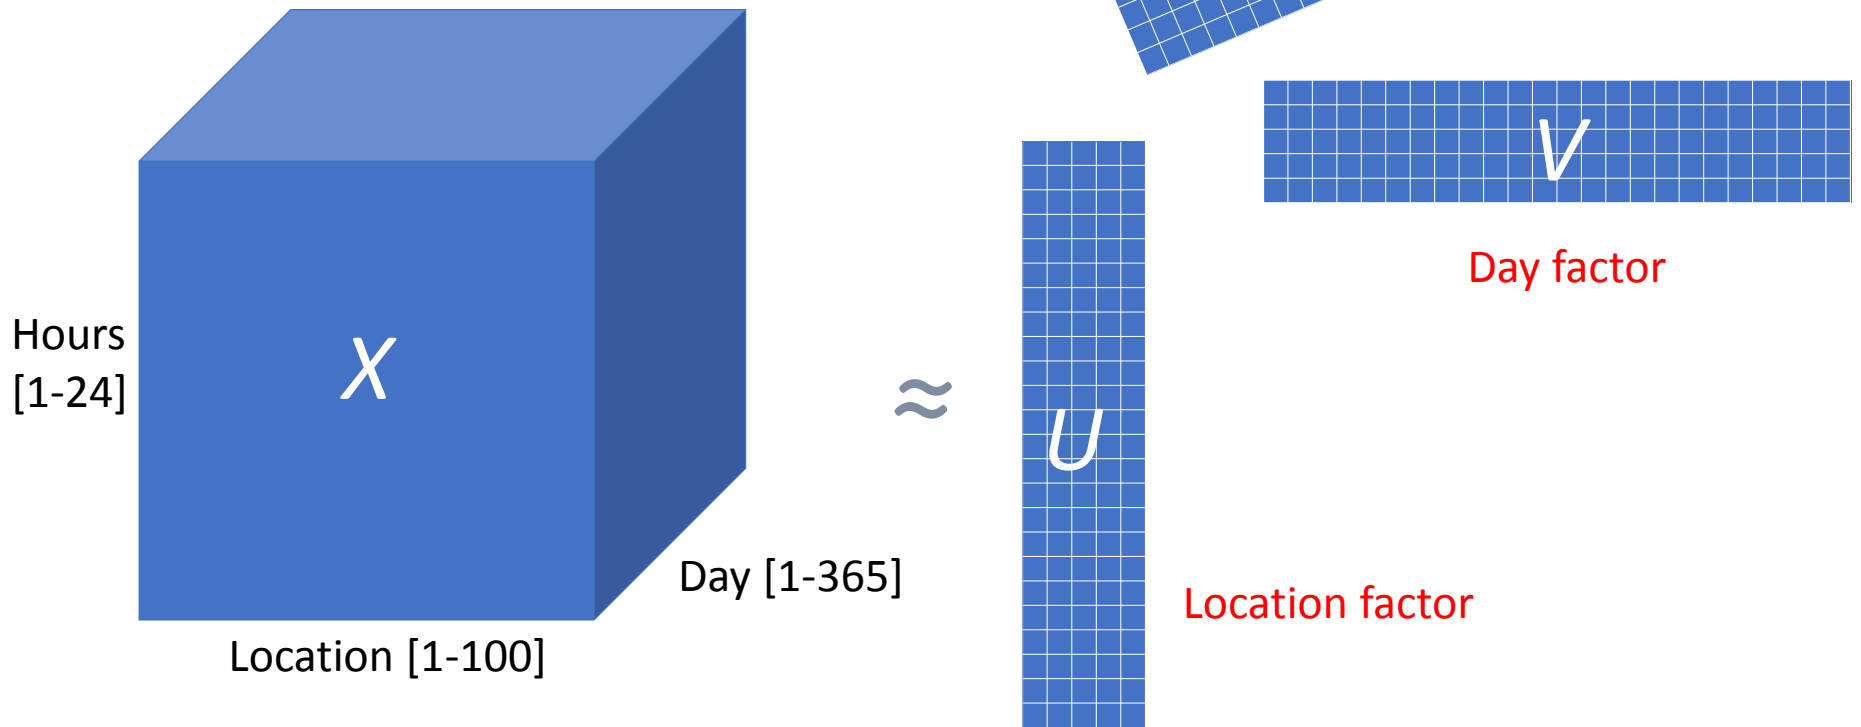 Hours
[1-24]
X
Day [1-365]
Location [1-100]
≈
U
V
Day factor
Location factor